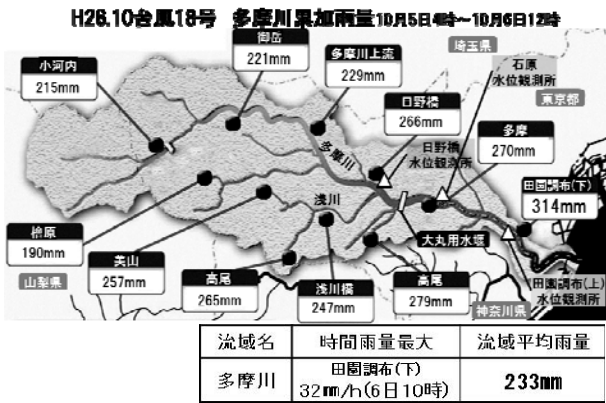 H26.10台風18号 多摩川累加雨量10月5日4時～10月6日12時
御岳
221mm
多摩川上流
229mm
埼玉県
石原
水位観測所
東京都
小河内
215mm
日野橋
266mm
日野橋
水位観測所
多摩
270mm
多摩川
田園調布(下)
314mm
浅川
檜原
190mm
美山
257mm
大丸用水堰
山梨県
高尾
265mm
浅川橋
247mm
高尾
279mm
神奈川県
田園調布(上)
水位観測所
流域名 時間雨量最大 流域平均雨量
多摩川 田園調布(下) 233mm
32mm/h(6日10時)